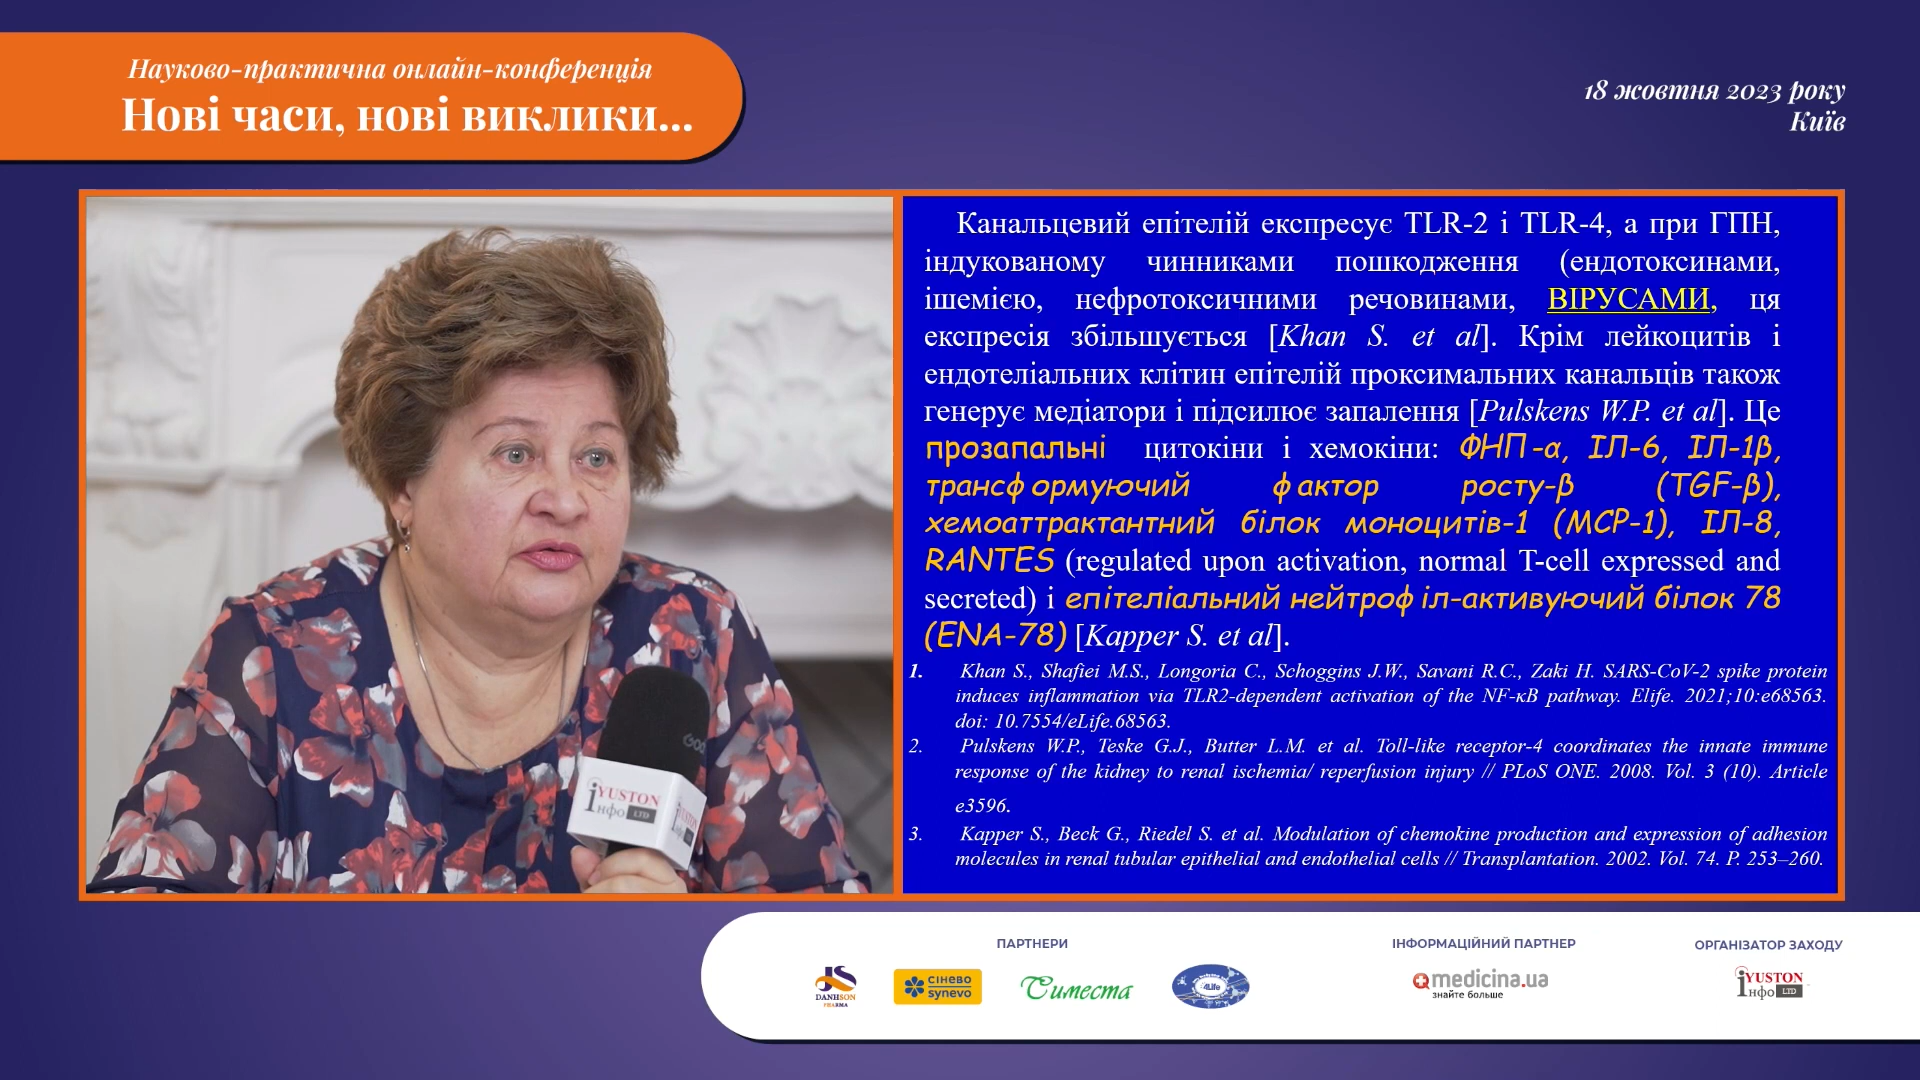 Науково-практична онлайн-конференція
Нові часи, нові виклики...
18 жовтня 2023 року
Київ
Канальцевий епітелій експресує TLR-2 і TLR-4, а при ГПН,
індукованому чинниками пошкодження (ендотоксинами,
ішемією, нефротоксичними речовинами, ВІРУСАМИ, ця
експресія збільшується [Khan S. et al]. Крім лейкоцитів і
ендотеліальних клітин епітелій проксимальних канальців також
генерує медіатори і підсилює запалення [Pulskens W.P. et al]. Це
прозапальні цитокіни і хемокіни: ФНП-α, ІЛ-6, ІЛ-1β,
трансформуючий фактор росту-β (TGF-β),
хемоаттрактантний білок моноцитів-1 (МСР-1), ІЛ-8,
RANTES (regulated upon activation, normal T-cell expressed and
secreted) і епітеліальний нейтрофіл-активуючий білок 78
(ENA-78) [Kapper S. et al].
1. Khan S., Shafiei M.S., Longoria C., Schoggins J.W., Savani R.C., Zaki H. SARS-CoV-2 spike protein
induces inflammation via TLR2-dependent activation of the NF-κB pathway. Elife. 2021;10:e68563.
doi: 10.7554/eLife.68563.
2. Pulskens W.P., Teske G.J., Butter L.M. et al. Toll-like receptor-4 coordinates the innate immune
response of the kidney to renal ischemia/ reperfusion injury // PLoS ONE. 2008. Vol. 3 (10). Article
e3596.
3. Kapper S., Beck G., Riedel S. et al. Modulation of chemokine production and expression of adhesion
molecules in renal tubular epithelial and endothelial cells // Transplantation. 2002. Vol. 74. P. 253–260.
iYUSTON
Інфо LTD
ПАРТНЕРИ
ІНФОРМАЦІЙНИЙ ПАРТНЕР
ОРГАНІЗАТОР ЗАХОДУ
DANHSON
PHARMA
сінево
synevo
Симеста
4Life
medicina.ua
знайте больше
iYUSTON
Інфо LTD